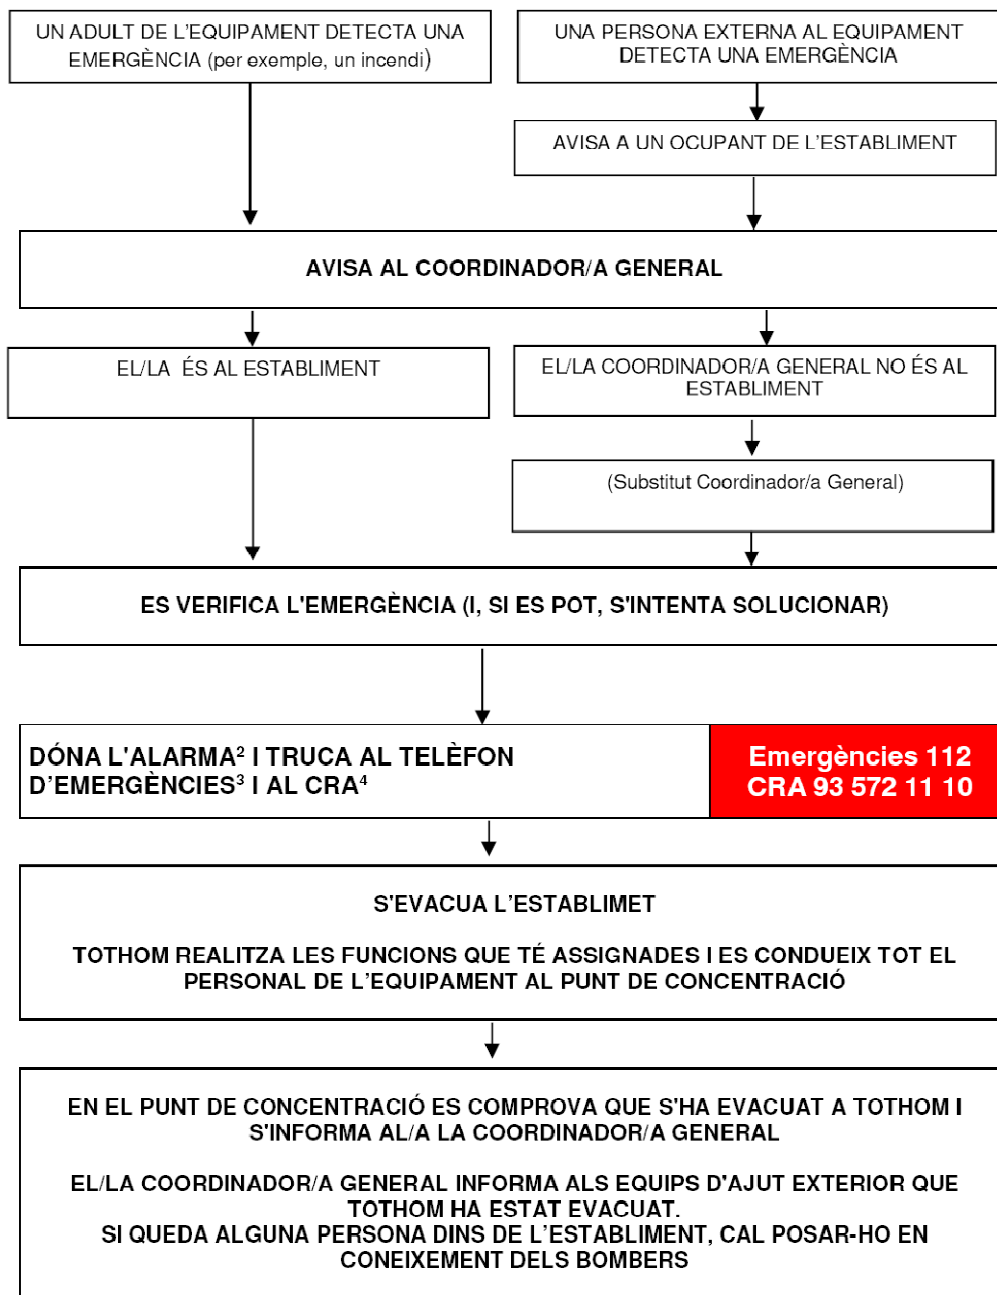 UN ADULT DE L'EQUIPAMENT DETECTA UNA
EMERGÈNCIA (per exemple, un incendi)
UNA PERSONA EXTERNA AL EQUIPAMENT
DETECTA UNA EMERGÈNCIA
AVISA A UN OCUPANT DE L'ESTABLIMENT
AVISA AL COORDINADOR/A GENERAL
EL/LA ÉS AL ESTABLIMENT
EL/LA COORDINADOR/A GENERAL NO ÉS AL
ESTABLIMENT
(Substitut Coordinador/a General)
ES VERIFICA L'EMERGÈNCIA (I, SI ES POT, S'INTENTA SOLUCIONAR)
DÓNA L'ALARMA² I TRUCA AL TELÈFON
D'EMERGÈNCIES³ I AL CRA⁴
Emergències 112
CRA 93 572 11 10
S'EVACUA L'ESTABLIMET
TOTHOM REALITZA LES FUNCIONS QUE TÉ ASSIGNADES I ES CONDUEIX TOT EL
PERSONAL DE L'EQUIPAMENT AL PUNT DE CONCENTRACIÓ
EN EL PUNT DE CONCENTRACIÓ ES COMPROVA QUE S'HA EVACUAT A TOTHOM I
S'INFORMA AL/A LA COORDINADOR/A GENERAL
EL/LA COORDINADOR/A GENERAL INFORMA ALS EQUIPS D'AJUT EXTERIOR QUE
TOTHOM HA ESTAT EVACUAT.
SI QUEDA ALGUNA PERSONA DINS DE L'ESTABLIMENT, CAL POSAR-HO EN
CONEIXEMENT DELS BOMBERS